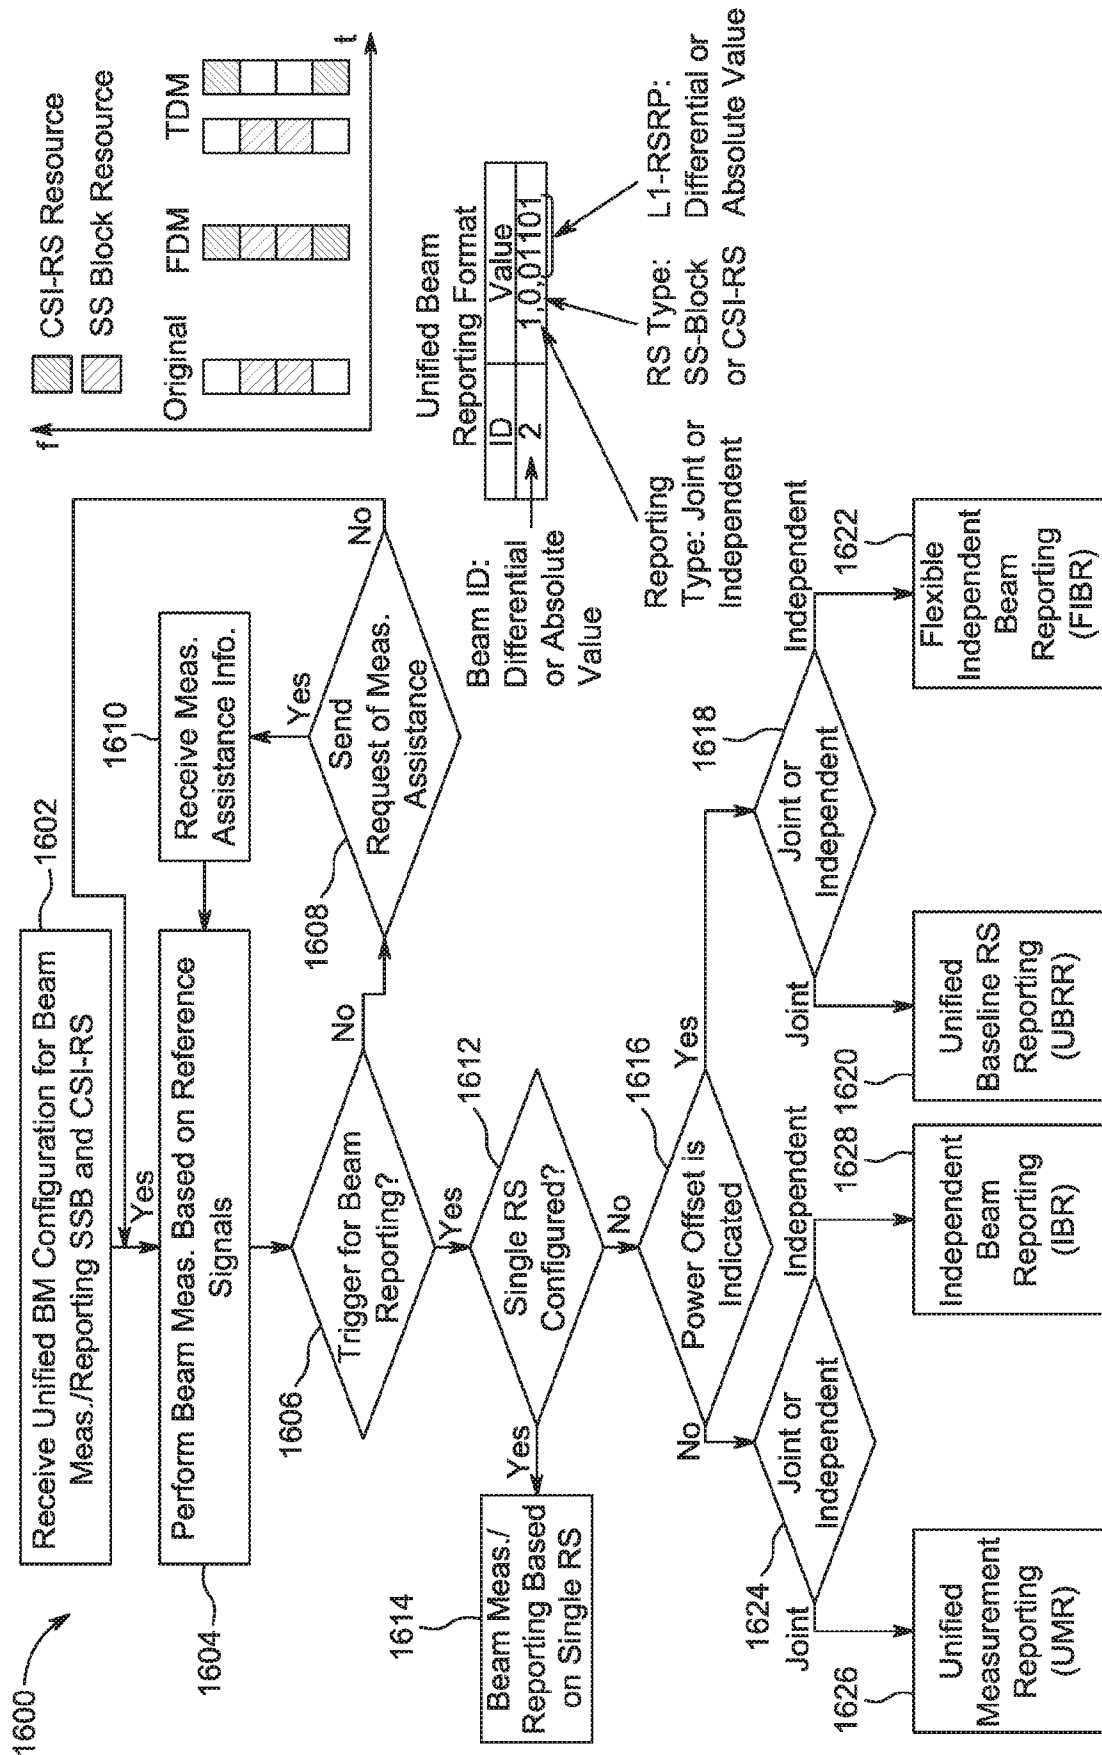 1600
Receive Unified BM Configuration for Beam
Meas./Reporting SSB and CSI-RS
1602
Yes
Perform Beam Meas. Based on Reference
Signals
1604
Receive Meas.
Assistance Info.
1610
Yes
Send
Request of Meas.
Assistance
1608
No
Trigger for Beam
Reporting?
1606
No
Yes
Single RS
Configured?
1612
Yes
Beam Meas./
Reporting Based
on Single RS
1614
No
Power Offset is
Indicated
1616
No
Yes
Joint or
Independent
1624
Joint
Independent
Joint or
Independent
1618
Joint
Independent
Unified
Measurement
Reporting
(UMR)
1626
Independent
Beam
Reporting
(IBR)
1628
Unified
Baseline RS
Reporting
(UBRR)
1620
Flexible
Independent
Beam
Reporting
(FIBR)
1622
CSI-RS Resource
SS Block Resource
f
Original
FDM
TDM
t
Unified Beam
Reporting Format
ID
Value
2
1,0,01101
Beam ID:
Differential
or Absolute
Value
Reporting
Type: Joint or
Independent
RS Type:
SS-Block
or CSI-RS
L1-RSRP:
Differential or
Absolute Value